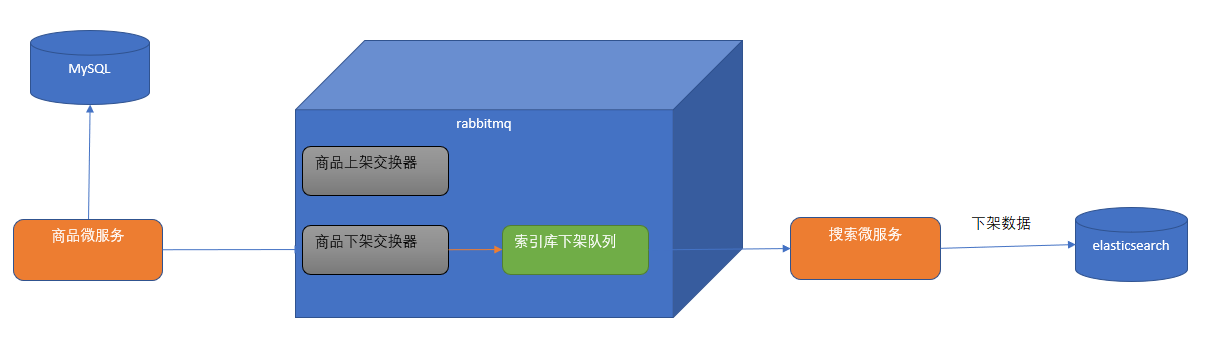 MySQL
rabbitmq
商品上架交换器
商品微服务
商品下架交换器
索引库下架队列
搜索微服务
下架数据
elasticsearch